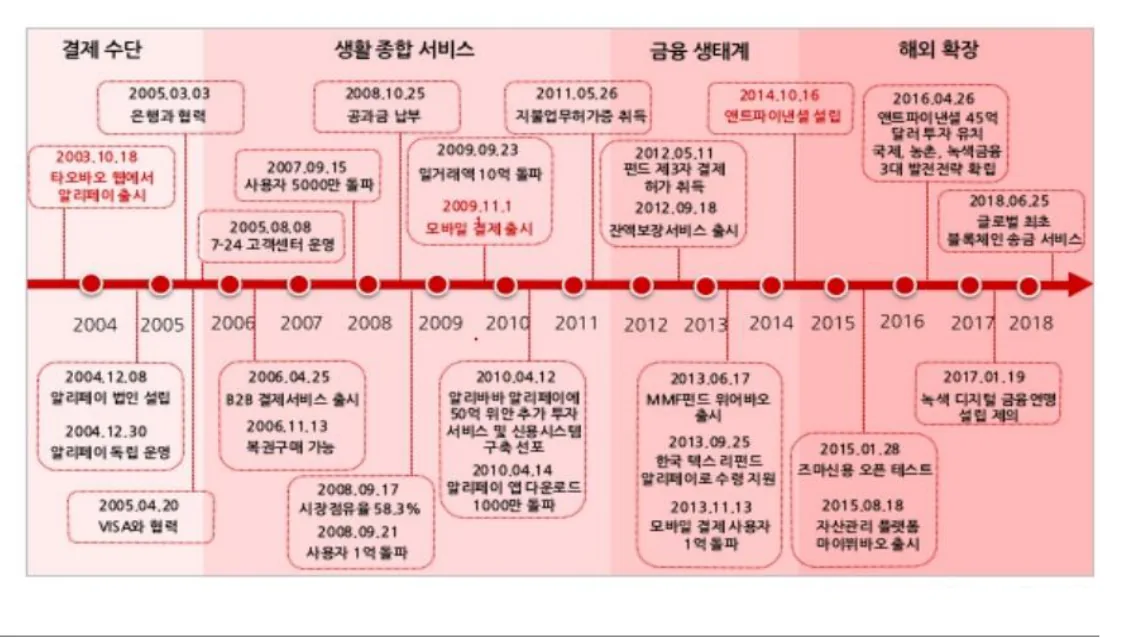 결제 수단
생활 종합 서비스
금융 생태계
해외 확장
2005.03.03
은행과 협력
2008.10.25
공과금 납부
2011.05.26
지불업무허가증 취득
2014.10.16
앤트파이낸셜 설립
2016.04.26
앤트파이낸셜 45억
달러 투자 유치
국제, 농촌, 녹색금융
3대 발전전략 확립
2003.10.18
타오바오 웹에서
알리페이 출시
2007.09.15
사용자 5000만 돌파
2009.09.23
일거래액 10억 돌파
2009.11.1
모바일 결제 출시
2012.05.11
펀드 제3자 결제
허가 취득
2012.09.18
잔액보장서비스 출시
2018.06.25
글로벌 최초
블록체인 송금 서비스
2005.08.08
7-24 고객센터 운영
2004
2005
2006
2007
2008
2009
2010
2011
2012
2013
2014
2015
2016
2017
2018
2004.12.08
알리페이 법인 설립
2004.12.30
알리페이 독립 운영
2006.04.25
B2B 결제서비스 출시
2006.11.13
복권구매 가능
2010.04.12
알리바바 알리페이에
50억 위안 추가 투자
서비스 및 신용시스템
구축 선포
2010.04.14
알리페이 앱 다운로드
1000만 돌파
2013.06.17
MMF펀드 위어바오
출시
2013.09.25
한국 텍스 리펀드
알리페이로 수령 지원
2013.11.13
모바일 결제 사용자
1억 돌파
2017.01.19
녹색 디지털 금융연맹
설립 제의
2005.04.20
VISA와 협력
2008.09.17
시장점유율 58.3%
2008.09.21
사용자 1억 돌파
2015.01.28
즈마신용 오픈 테스트
2015.08.18
자산관리 플랫폼
마이뷔바오 출시